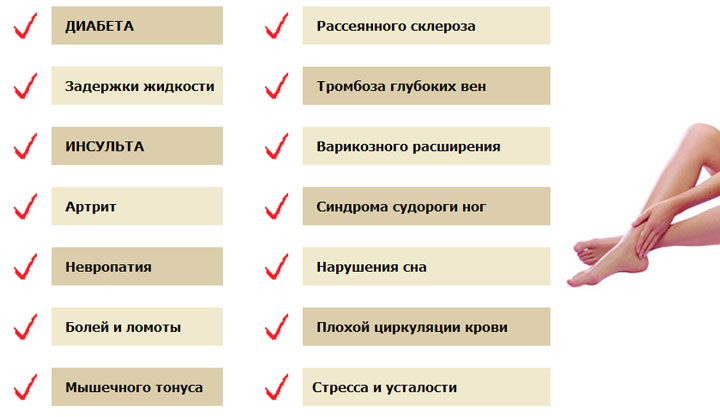 ДИАБЕТА
Задержки жидкости
ИНСУЛЬТА
Артрит
Невропатия
Болей и ломоты
Мышечного тонуса
Рассеянного склероза
Тромбоза глубоких вен
Варикозного расширения
Синдрома судороги ног
Нарушения сна
Плохой циркуляции крови
Стресса и усталости